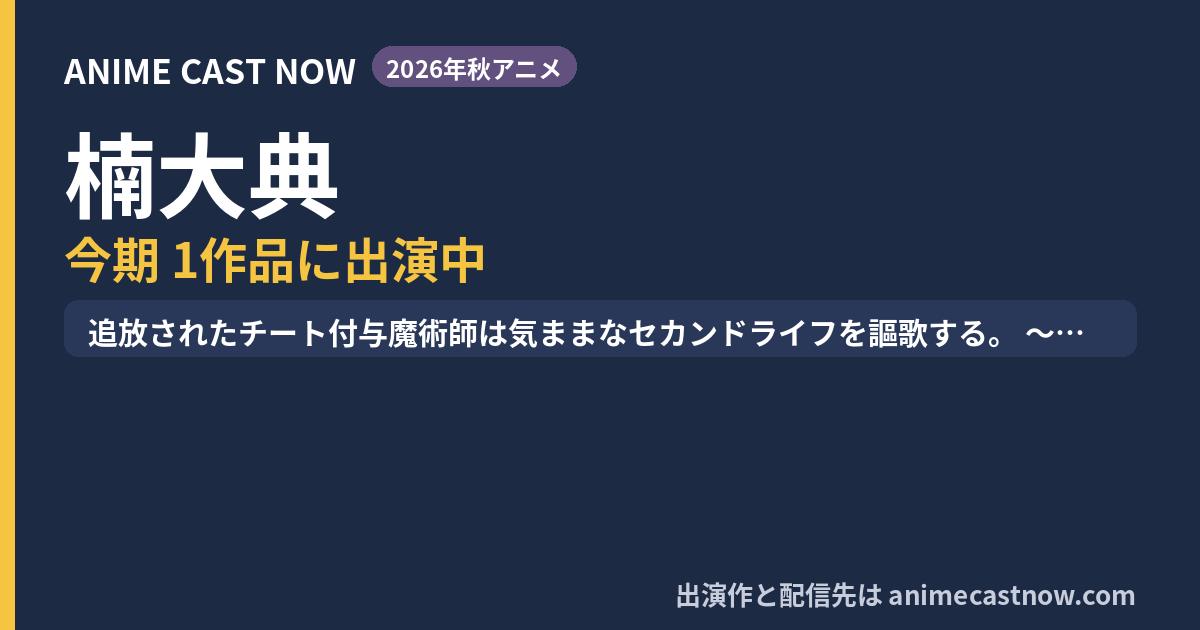 ANIME CAST NOW 2026年秋アニメ
楠大典
今期 1作品に出演中
追放されたチート付与魔術師は気ままなセカンドライフを謳歌する。 〜…
出演作と配信先は animecastnow.com